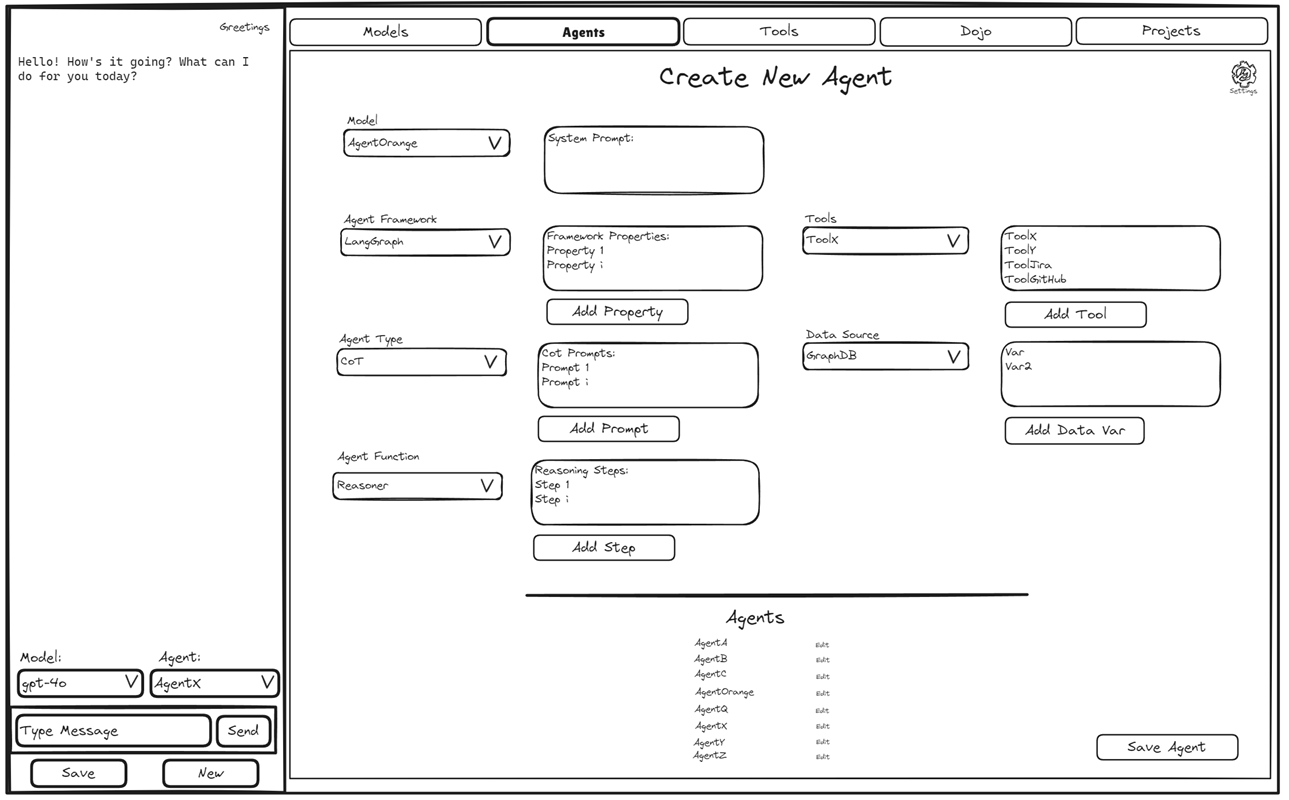 Greetings
Hello! How's it going? What can I
do for you today?
Model:
Agent:
gpt-4o
AgentX
Type Message
Send
Save
New
Models
Agents
Tools
Dojo
Projects
Create New Agent
Settings
Model
AgentOrange
System Prompt:
Agent Framework
LangGraph
Framework Properties:
Property 1
Property i
Add Property
Tools
ToolX
ToolX
ToolY
ToolJira
ToolGitHub
Add Tool
Agent Type
CoT
Cot Prompts:
Prompt 1
Prompt i
Add Prompt
Data Source
GraphDB
Var
Var2
Add Data Var
Agent Function
Reasoner
Reasoning Steps:
Step 1
Step i
Add Step
Agents
AgentA Edit
AgentB Edit
AgentC Edit
AgentOrange Edit
AgentQ Edit
AgentX Edit
AgentY Edit
AgentZ Edit
Save Agent